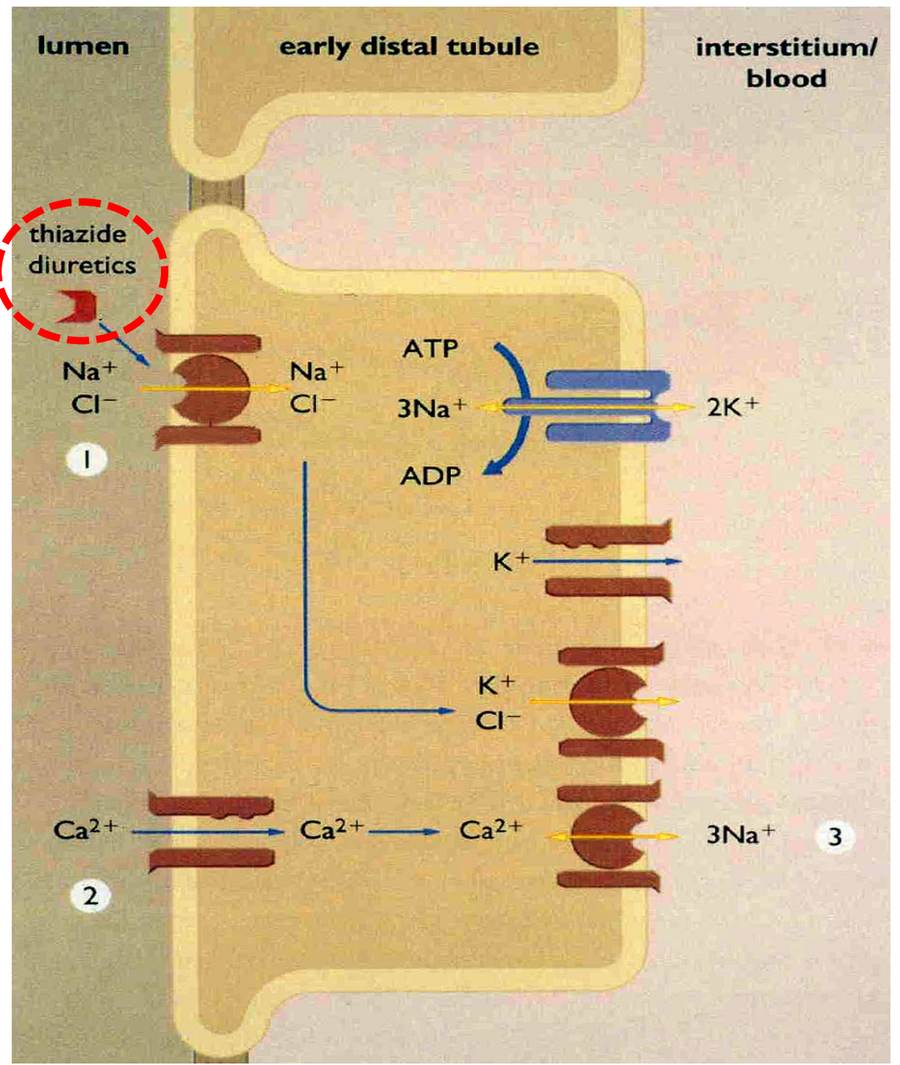 lumen
early distal tubule
interstitium/
blood
thiazide
diuretics
Na⁺
Cl⁻
1
Na⁺
Cl⁻
ATP
3Na⁺
2K⁺
ADP
K⁺
K⁺
Cl⁻
Ca²⁺
Ca²⁺
Ca²⁺
3Na⁺
3
2